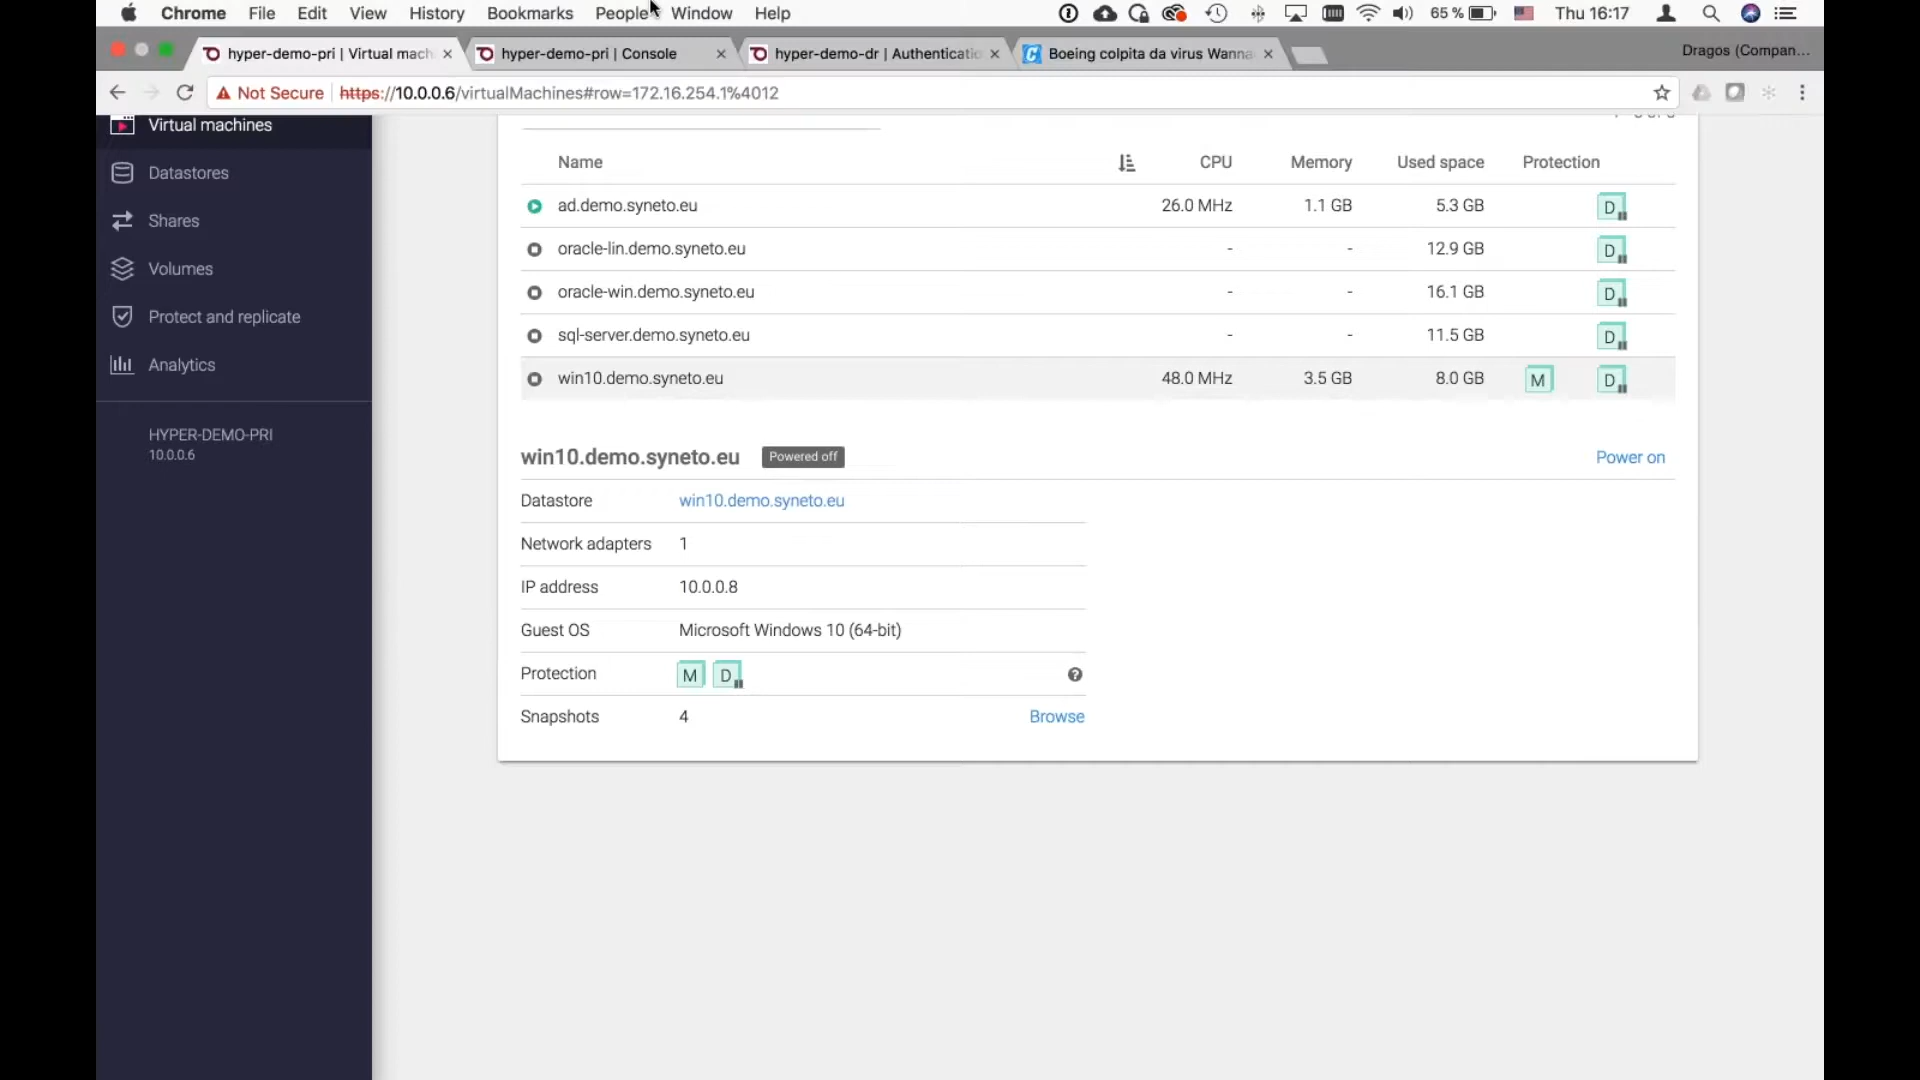 Chrome File Edit View History Bookmarks People Window Help 65 % Thu 16:17
hyper-demo-pri | Virtual mach hyper-demo-pri | Console hyper-demo-dr | Authenticatio Boeing colpita da virus Wanna Dragos (Compan...
Not Secure https://10.0.0.6/virtualMachines#row=172.16.254.1%4012
Virtual machines
Datastores
Shares
Volumes
Protect and replicate
Analytics
HYPER-DEMO-PRI
10.0.0.6
Name CPU Memory Used space Protection
ad.demo.syneto.eu 26.0 MHz 1.1 GB 5.3 GB D
oracle-lin.demo.syneto.eu - - 12.9 GB D
oracle-win.demo.syneto.eu - - 16.1 GB D
sql-server.demo.syneto.eu - - 11.5 GB D
win10.demo.syneto.eu 48.0 MHz 3.5 GB 8.0 GB M D
win10.demo.syneto.eu Powered off Power on
Datastore win10.demo.syneto.eu
Network adapters 1
IP address 10.0.0.8
Guest OS Microsoft Windows 10 (64-bit)
Protection M D
Snapshots 4 Browse